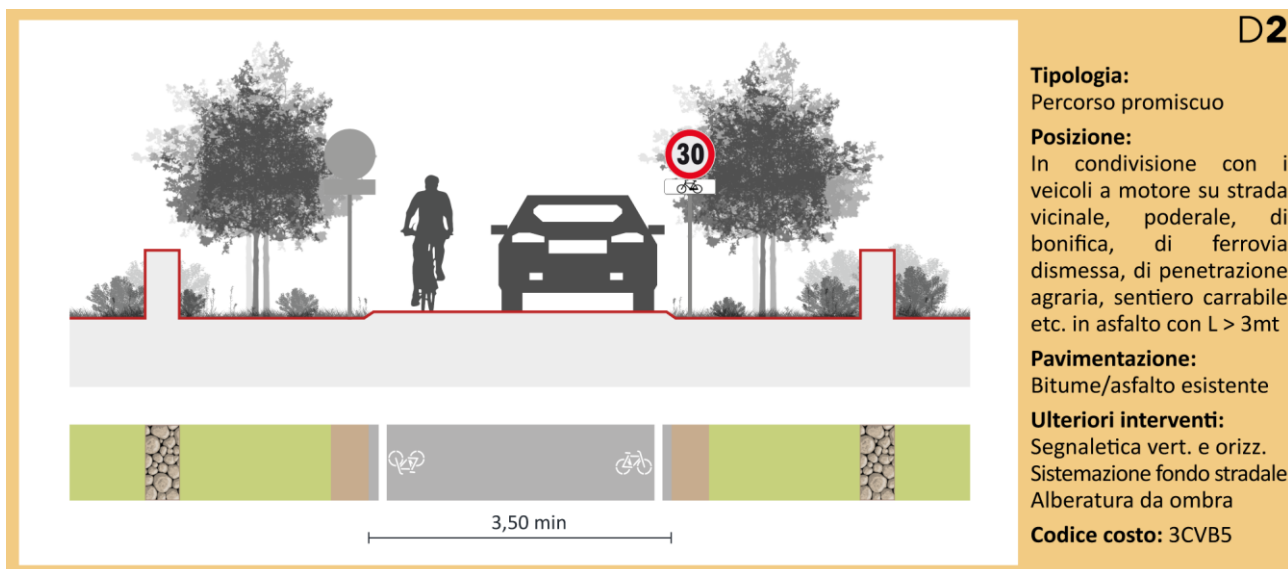 D2
Tipologia:
Percorso promiscuo
Posizione:
In condivisione con i
veicoli a motore su strada
vicinale, poderale, di
bonifica, di ferrovia
dismessa, di penetrazione
agraria, sentiero carrabile
etc. in asfalto con L > 3mt
Pavimentazione:
Bitume/asfalto esistente
Ulteriori interventi:
Segnaletica vert. e orizz.
Sistemazione fondo stradale
Alberatura da ombra
Codice costo: 3CVB5
30
3,50 min